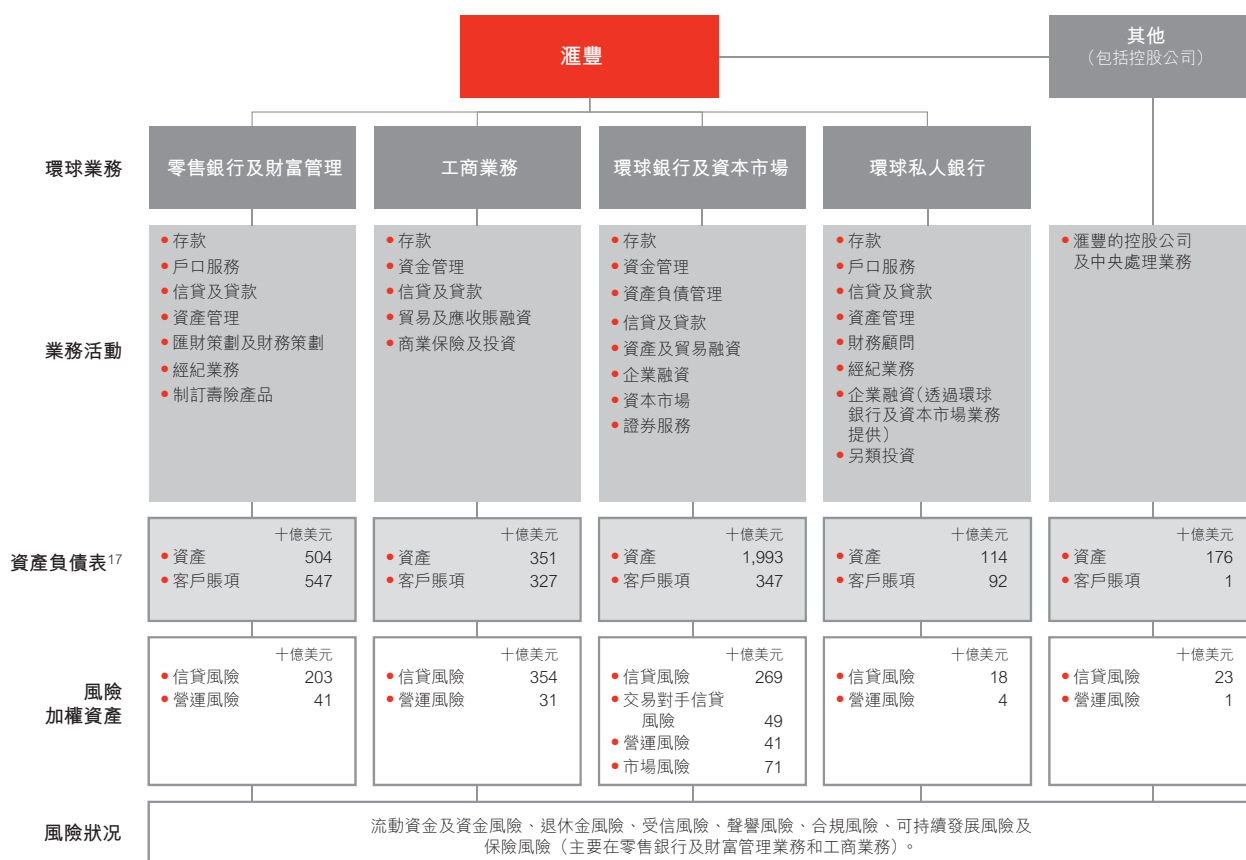 滙豐
其他
（包括控股公司）
環球業務
零售銀行及財富管理
工商業務
環球銀行及資本市場
環球私人銀行
業務活動
• 存款
• 戶口服務
• 信貸及貸款
• 資產管理
• 匯財策劃及財務策劃
• 經紀業務
• 制訂壽險產品
• 存款
• 資金管理
• 信貸及貸款
• 貿易及應收賬融資
• 商業保險及投資
• 存款
• 資金管理
• 資產負債管理
• 信貸及貸款
• 資產及貿易融資
• 企業融資
• 資本市場
• 證券服務
• 存款
• 戶口服務
• 信貸及貸款
• 資產管理
• 財務顧問
• 經紀業務
• 企業融資（透過環球
銀行及資本市場業務
提供）
• 另類投資
• 滙豐的控股公司
及中央處理業務
資產負債表17
十億美元
• 資產 504
• 客戶賬項 547
十億美元
• 資產 351
• 客戶賬項 327
十億美元
• 資產 1,993
• 客戶賬項 347
十億美元
• 資產 114
• 客戶賬項 92
十億美元
• 資產 176
• 客戶賬項 1
風險
加權資產
十億美元
• 信貸風險 203
• 營運風險 41
十億美元
• 信貸風險 354
• 營運風險 31
十億美元
• 信貸風險 269
• 交易對手信貸
風險 49
• 營運風險 41
• 市場風險 71
十億美元
• 信貸風險 18
• 營運風險 4
十億美元
• 信貸風險 23
• 營運風險 1
風險狀況
流動資金及資金風險、退休金風險、受信風險、聲譽風險、合規風險、可持續發展風險及
保險風險（主要在零售銀行及財富管理業務和工商業務）。